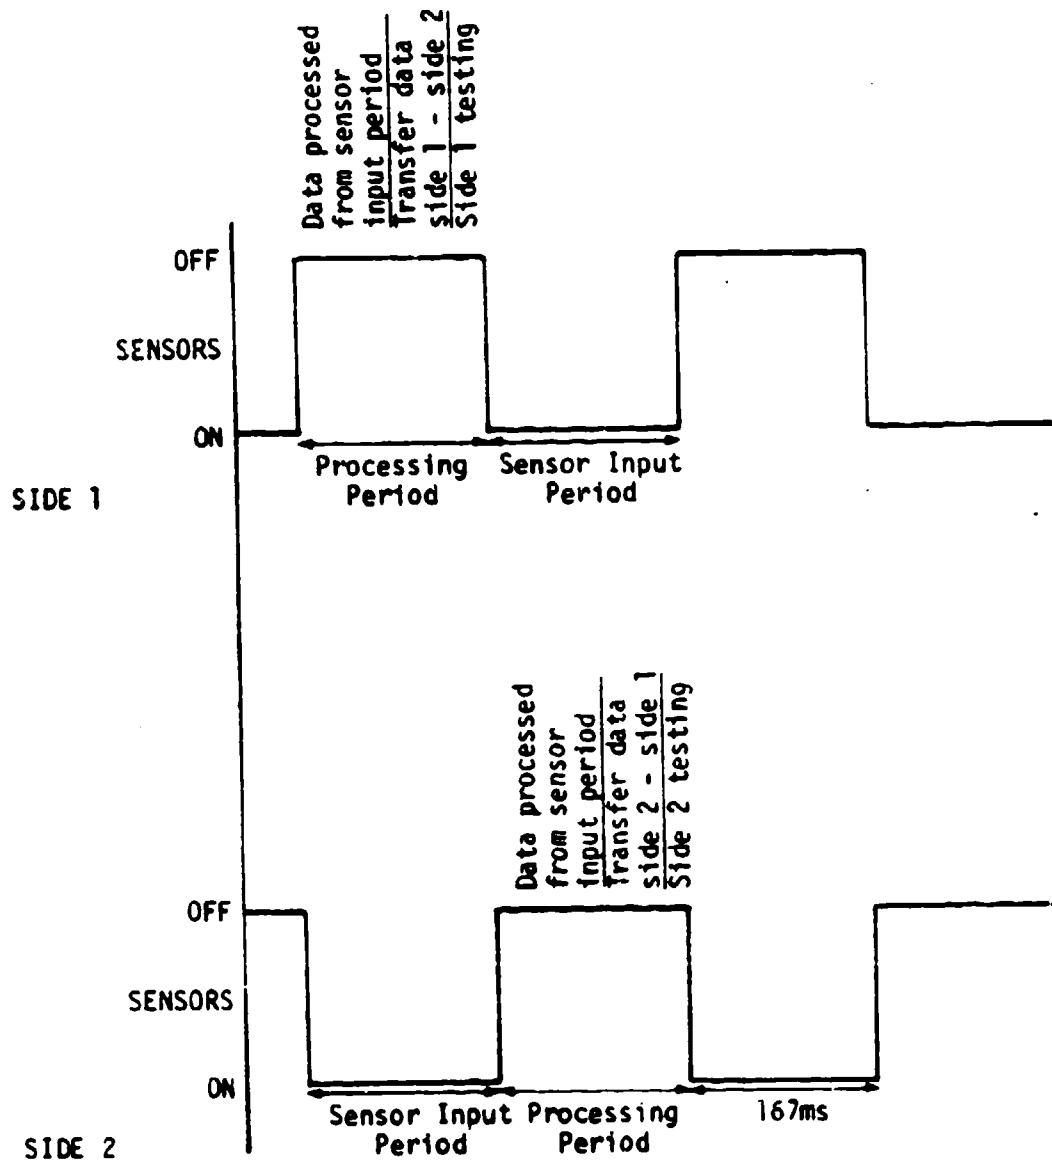 Data processed
from sensor
input period
Transfer data
side 1 - side 2
Side 1 testing
OFF
SENSORS
ON
Processing
Period
Sensor Input
Period
SIDE 1
Data processed
from sensor
input period
Transfer data
side 2 - side 1
Side 2 testing
OFF
SENSORS
ON
Sensor Input
Period
Processing
Period
167ms
SIDE 2